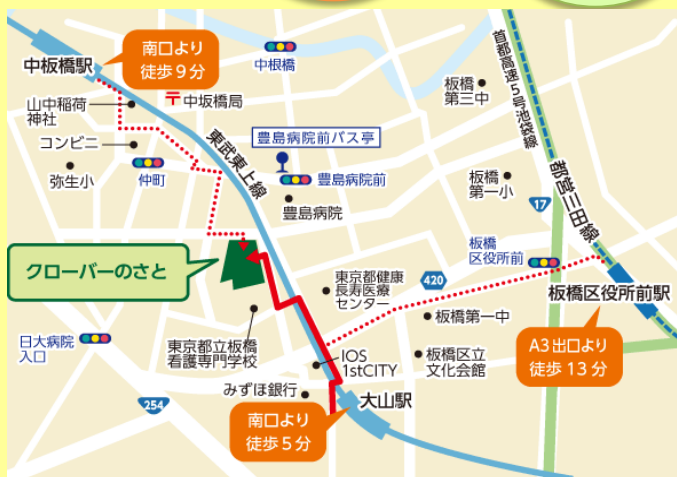 中板橋駅
南口より
徒歩9分
中根橋
首都高速5号池袋線
板橋
第三中
山中稲荷
神社
中坂橋局
コンビニ
弥生小
仲町
東武東上線
豊島病院前バス亭
豊島病院前
豊島病院
板橋
第一小
17
都営三田線
クローバーのさと
板橋
区役所前
420
東京都健康
長寿医療
センター
板橋区役所前駅
板橋第一中
A3出口より
徒歩13分
日大病院
入口
東京都立板橋
看護専門学校
IOS
1stCITY
板橋区立
文化会館
みずほ銀行
254
大山駅
南口より
徒歩5分